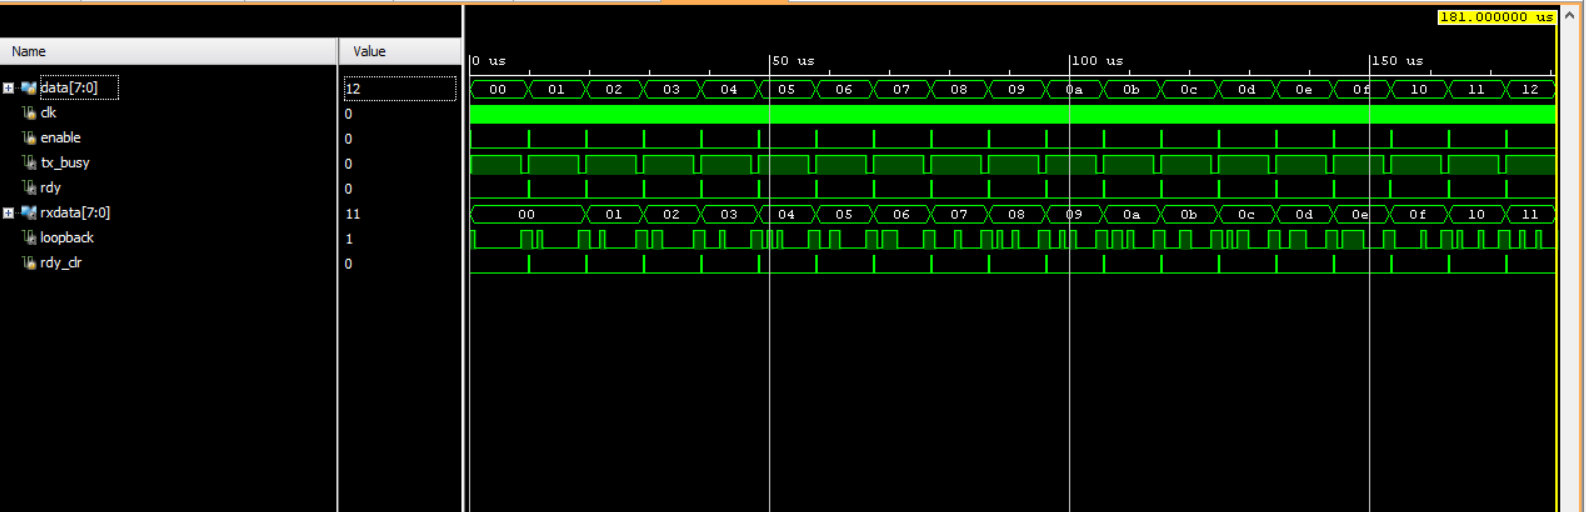 181.000000 us
Name Value
0 us 50 us 100 us 150 us
data[7:0] 12 00 01 02 03 04 05 06 07 08 09 0a 0b 0c 0d 0e 0f 10 11 12
clk 0
enable 0
tx_busy 0
rdy 0
rxdata[7:0] 11 00 01 02 03 04 05 06 07 08 09 0a 0b 0c 0d 0e 0f 10 11
loopback 1
rdy_clr 0